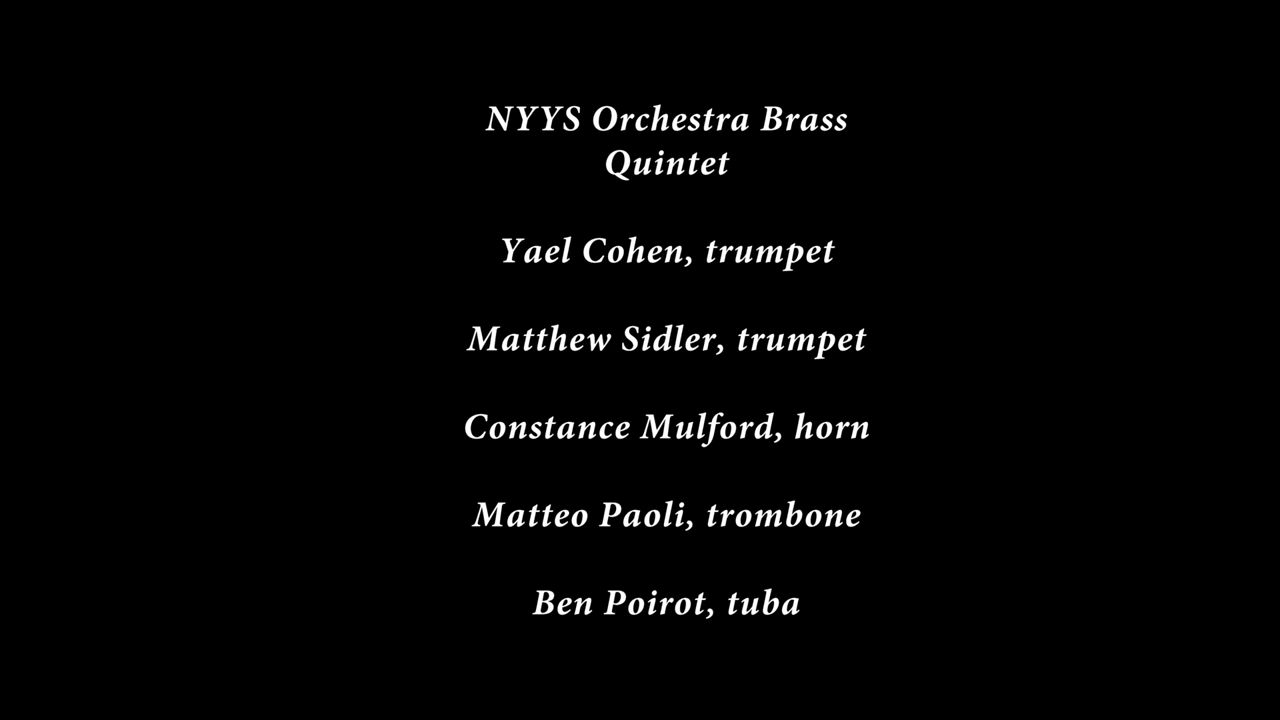 NYYS Orchestra Brass
Quintet
Yael Cohen, trumpet
Matthew Sidler, trumpet
Constance Mulford, horn
Matteo Paoli, trombone
Ben Poirot, tuba